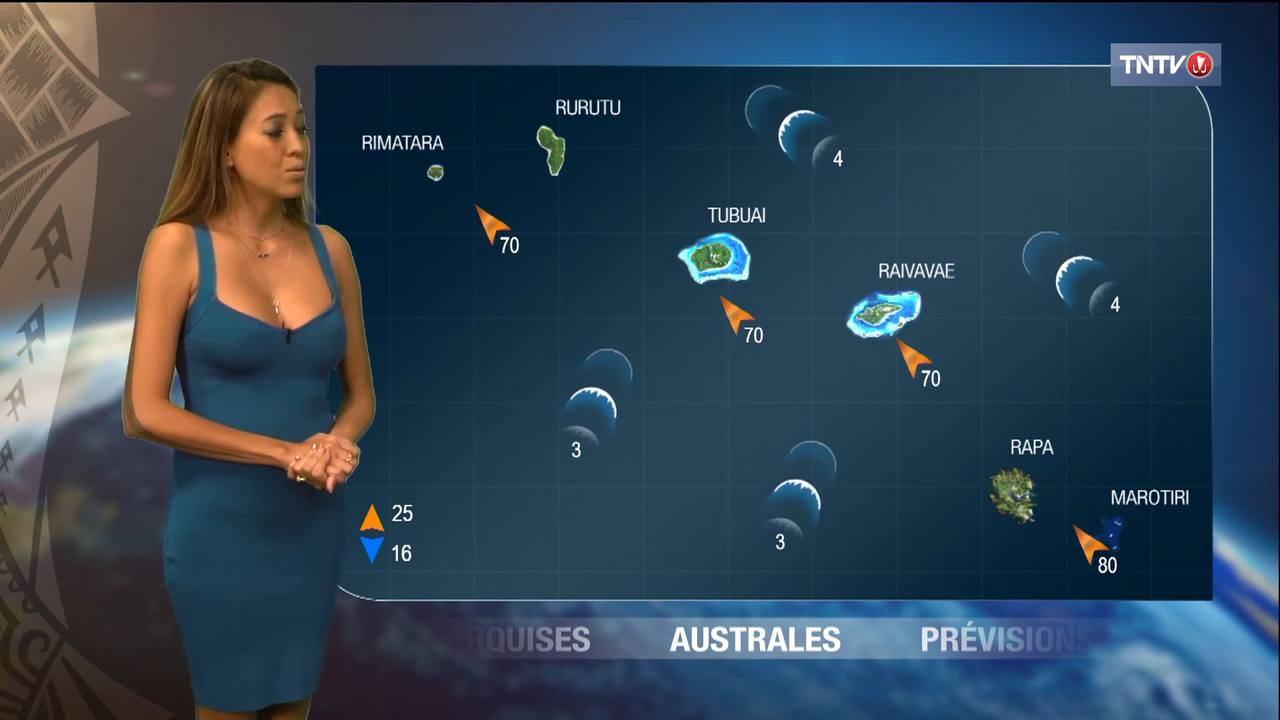 TNTV
RURUTU
RIMATARA
4
TUBUAI
70
RAIVAVAE
4
70
70
3
RAPA
MAROTIRI
25
3
16
80
RQUISES
AUSTRALES
PRÉVISIONS